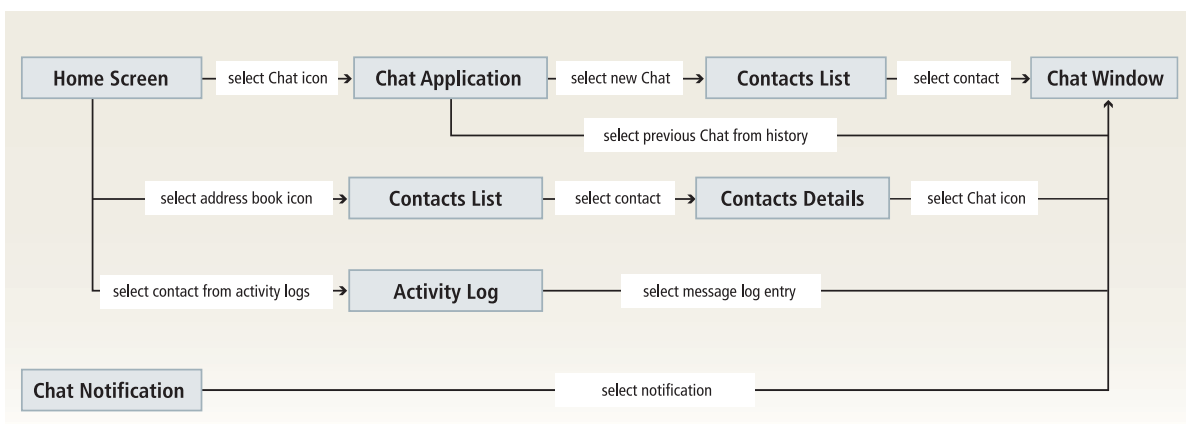 Home Screen
select Chat icon
Chat Application
select new Chat
Contacts List
select contact
Chat Window
select previous Chat from history
select address book icon
Contacts List
select contact
Contacts Details
select Chat icon
select contact from activity logs
Activity Log
select message log entry
Chat Notification
select notification